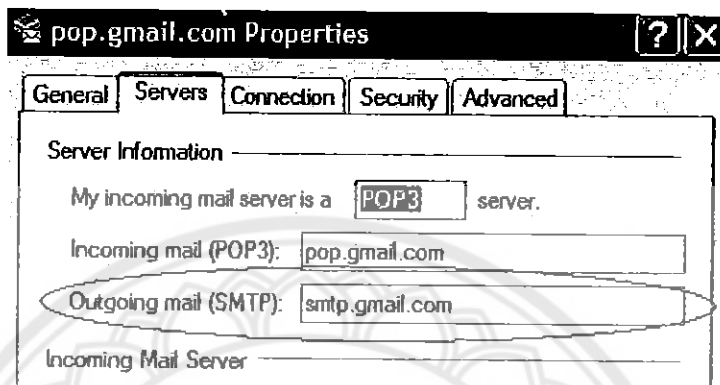 pop.gmail.com Properties ? X
General Servers Connection Security Advanced
Server Information
My incoming mail server is a POP3 server.
Incoming mail (POP3): pop.gmail.com
Outgoing mail (SMTP): smtp.gmail.com
Incoming Mail Server